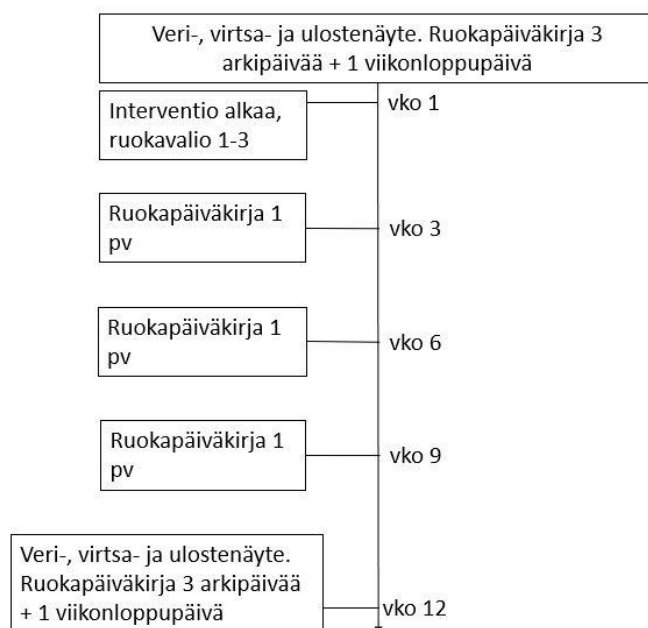 Veri-, virtsa- ja ulostenäyte. Ruokapäiväkirja 3
arkipäivää + 1 viikonloppupäivä
Interventio alkaa,
ruokavalio 1-3
vko 1
Ruokapäiväkirja 1
pv
vko 3
Ruokapäiväkirja 1
pv
vko 6
Ruokapäiväkirja 1
pv
vko 9
Veri-, virtsa- ja ulostenäyte.
Ruokapäiväkirja 3 arkipäivää
+ 1 viikonloppupäivä
vko 12